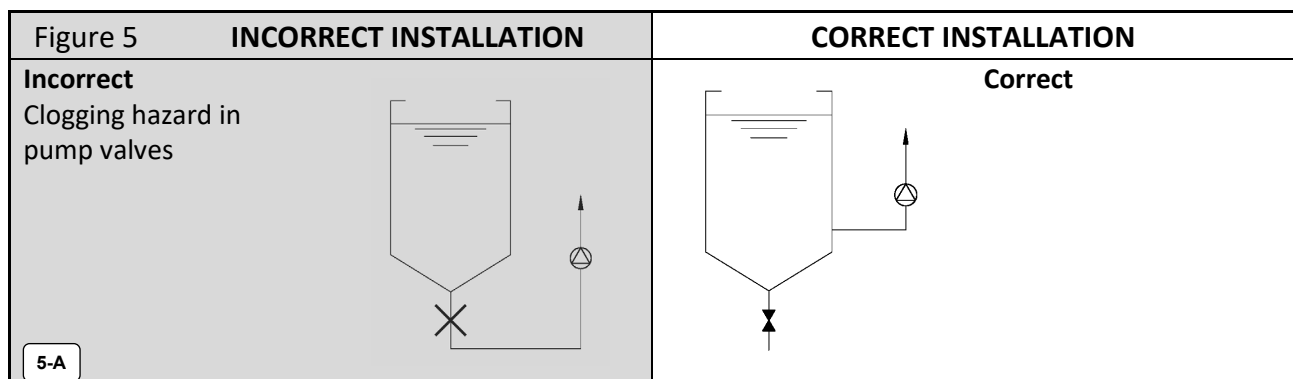 Figure 5 INCORRECT INSTALLATION CORRECT INSTALLATION
Incorrect
Clogging hazard in
pump valves
5-A
Correct